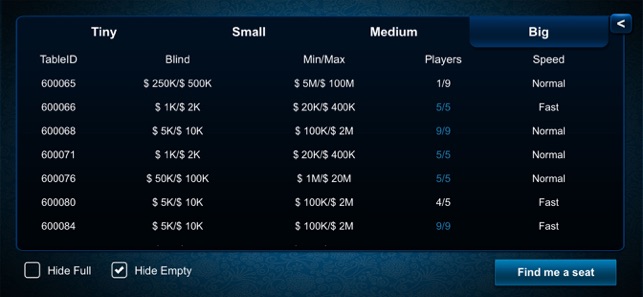 Tiny Small Medium Big <
TableID Blind Min/Max Players Speed
600065 $ 250K/$ 500K $ 5M/$ 100M 1/9 Normal
600066 $ 1K/$ 2K $ 20K/$ 400K 5/5 Fast
600068 $ 5K/$ 10K $ 100K/$ 2M 9/9 Normal
600071 $ 1K/$ 2K $ 20K/$ 400K 5/5 Normal
600076 $ 50K/$ 100K $ 1M/$ 20M 5/5 Normal
600080 $ 5K/$ 10K $ 100K/$ 2M 4/5 Fast
600084 $ 5K/$ 10K $ 100K/$ 2M 9/9 Fast
Hide Full Hide Empty Find me a seat